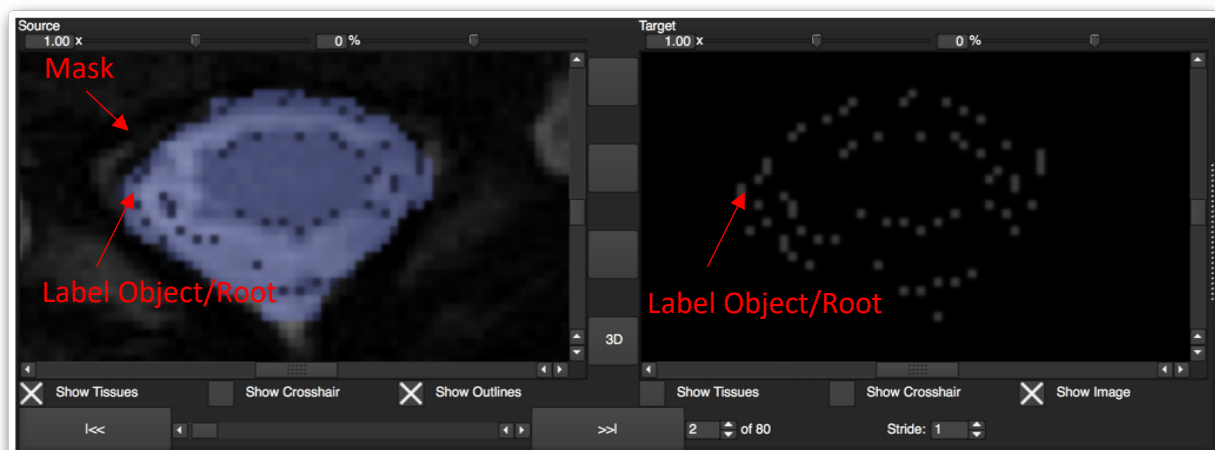 Source
Target
1.00 x
0 %
1.00 x
0 %
Mask
Label Object/Root
Label Object/Root
3D
Show Tissues
Show Crosshair
Show Outlines
Show Tissues
Show Crosshair
Show Image
I<<
>>I
2 of 80
Stride: 1